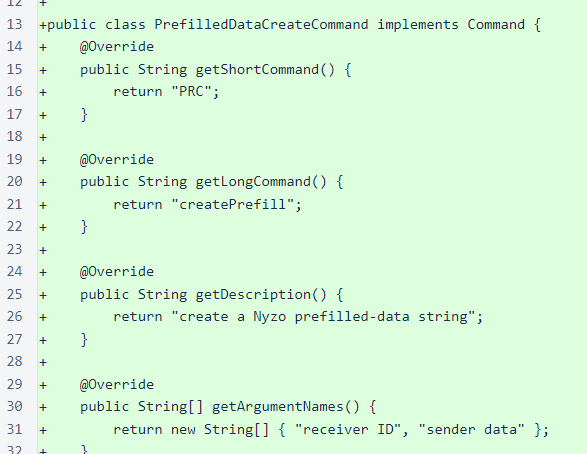 12 +
13 +public class PrefilledDataCreateCommand implements Command {
14 +    @Override
15 +    public String getShortCommand() {
16 +        return "PRC";
17 +    }
18 +
19 +    @Override
20 +    public String getLongCommand() {
21 +        return "createPrefill";
22 +    }
23 +
24 +    @Override
25 +    public String getDescription() {
26 +        return "create a Nyzo prefilled-data string";
27 +    }
28 +
29 +    @Override
30 +    public String[] getArgumentNames() {
31 +        return new String[] { "receiver ID", "sender data" };
32 +    }